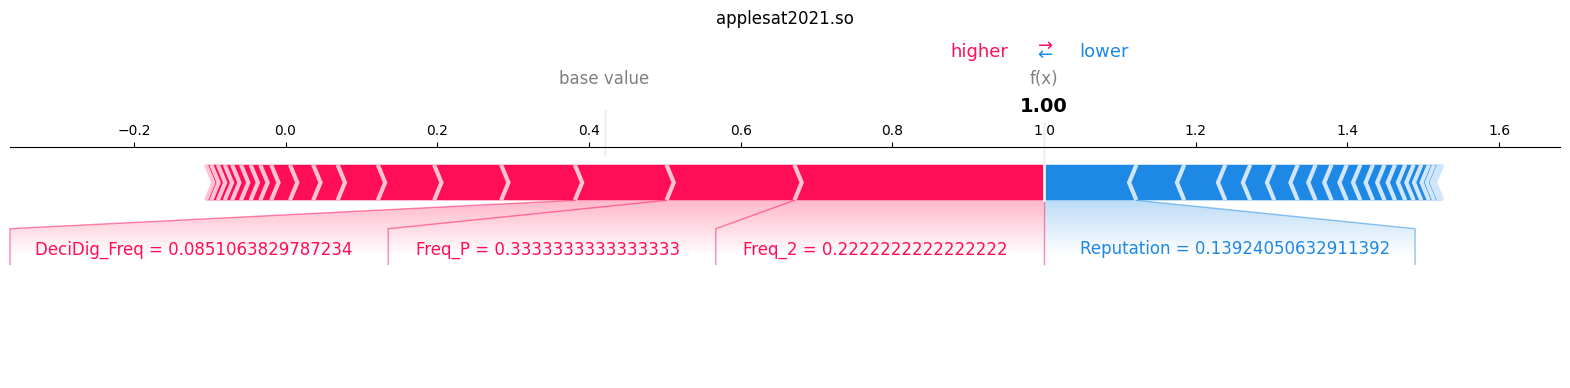 applesat2021.so
higher → ← lower
base value f(x)
1.00
−0.2 0.0 0.2 0.4 0.6 0.8 1.0 1.2 1.4 1.6
DeciDig_Freq = 0.0851063829787234 Freq_P = 0.3333333333333333 Freq_2 = 0.2222222222222222 Reputation = 0.13924050632911392